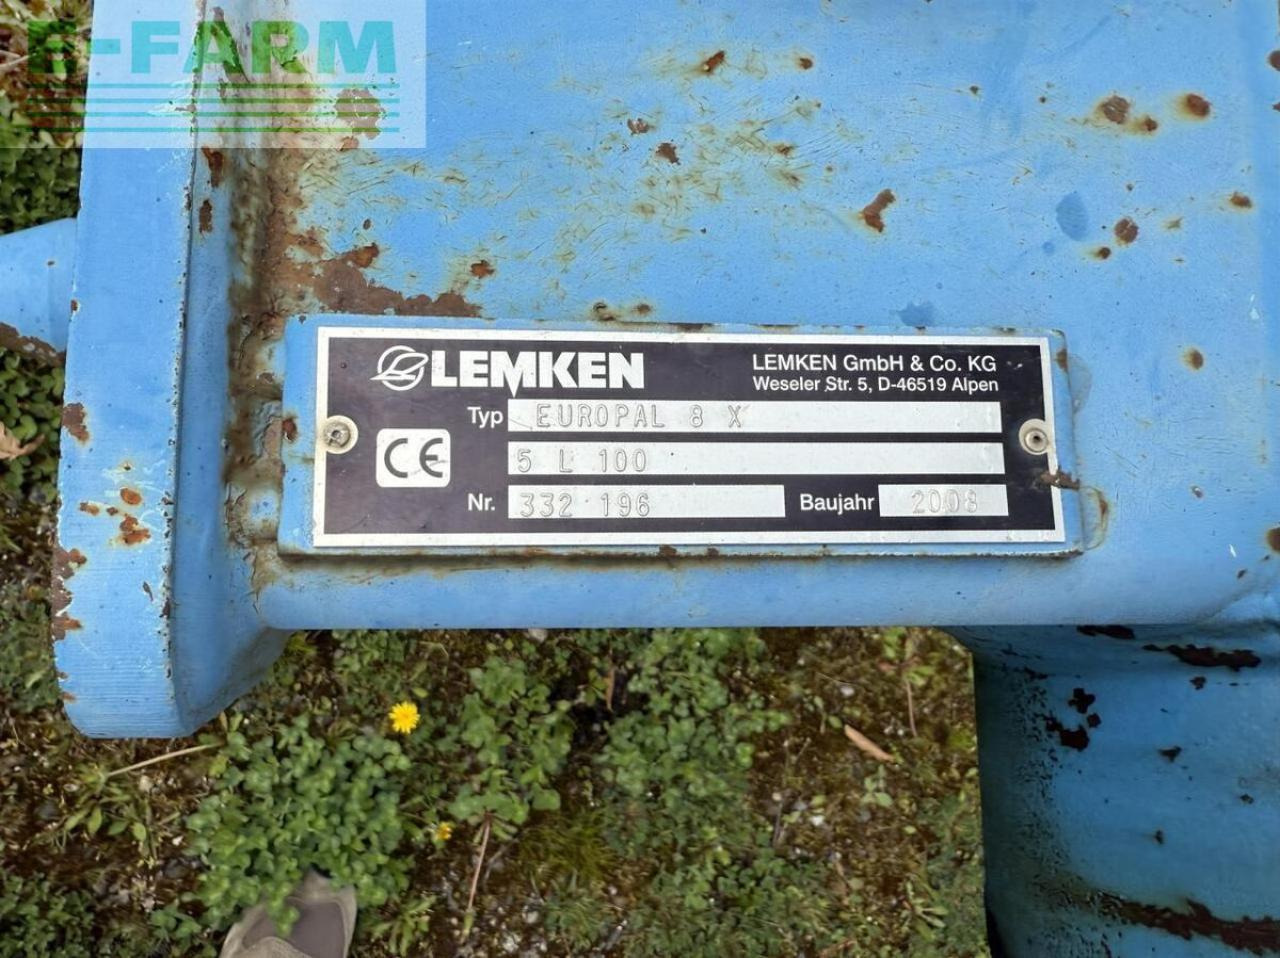 E-FARM
LEMKEN
LEMKEN GmbH & Co. KG
Weseler Str. 5, D-46519 Alpen
Typ EUROPAL 8 X
CE
5 L 100
Nr. 332 196 Baujahr 2008